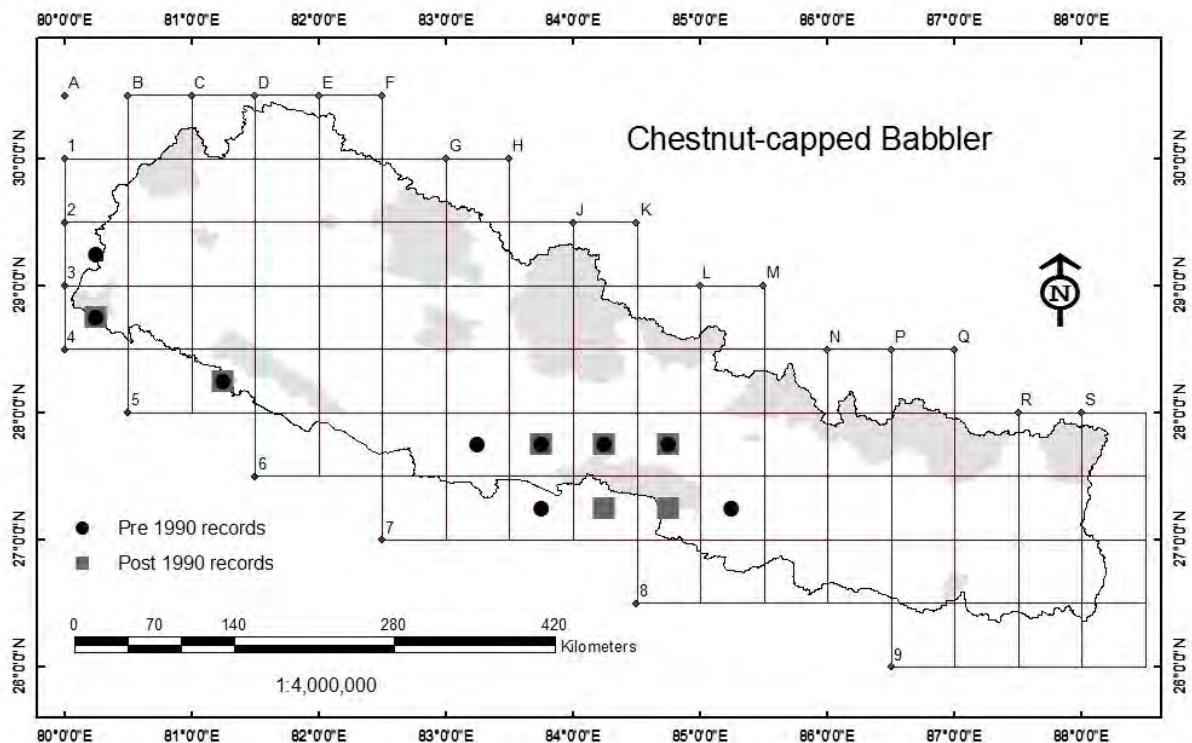 80°0'0"E 81°0'0"E 82°0'0"E 83°0'0"E 84°0'0"E 85°0'0"E 86°0'0"E 87°0'0"E 88°0'0"E
A B C D E F
Chestnut-capped Babbler
1 G H
30°0'0"N 30°0'0"N
2 J K
3 L M
29°0'0"N 29°0'0"N
N
4 N P Q
5 R S
28°0'0"N 28°0'0"N
6
Pre 1990 records
7
27°0'0"N 27°0'0"N
Post 1990 records
8
0 70 140 280 420
Kilometers
9
26°0'0"N 26°0'0"N
1:4,000,000
80°0'0"E 81°0'0"E 82°0'0"E 83°0'0"E 84°0'0"E 85°0'0"E 86°0'0"E 87°0'0"E 88°0'0"E